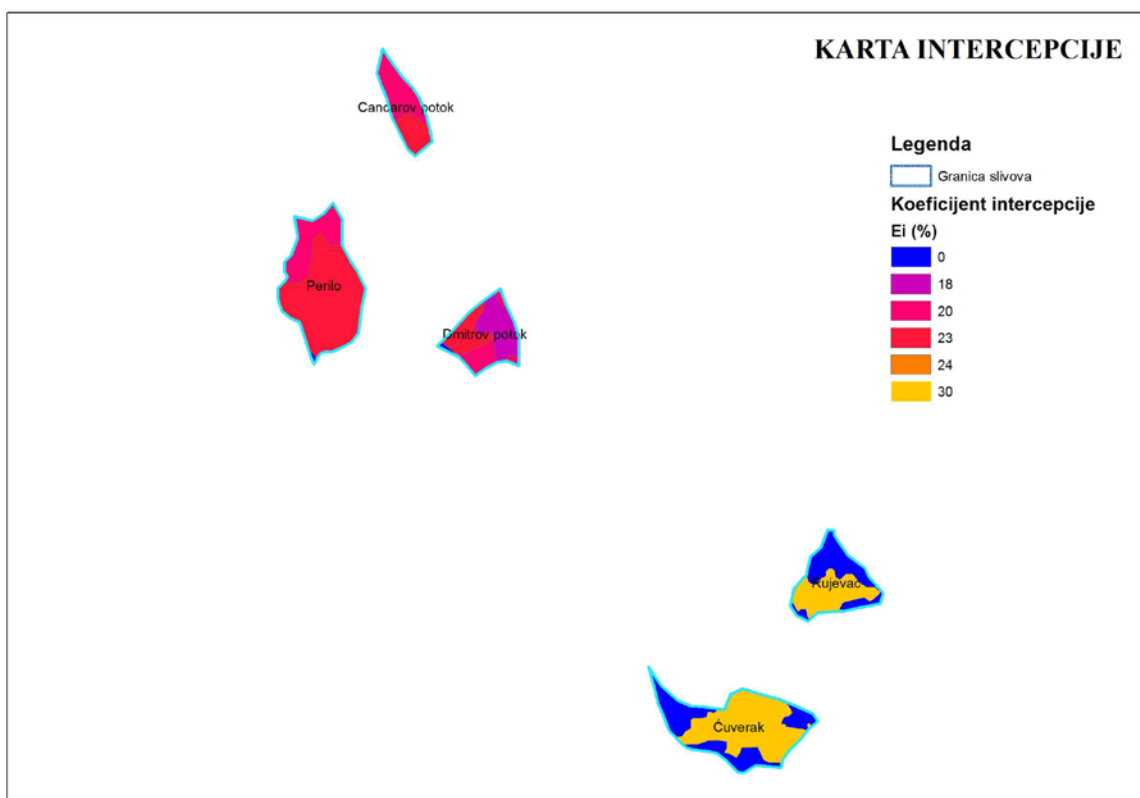 KARTA INTERCEPCIJE
Candarov potok
Legenda
Granica slivova
Koeficijent intercepcije
Ei (%)
0
18
20
23
24
30
Perilo
Dmitrov potok
Rujevac
Čuverak